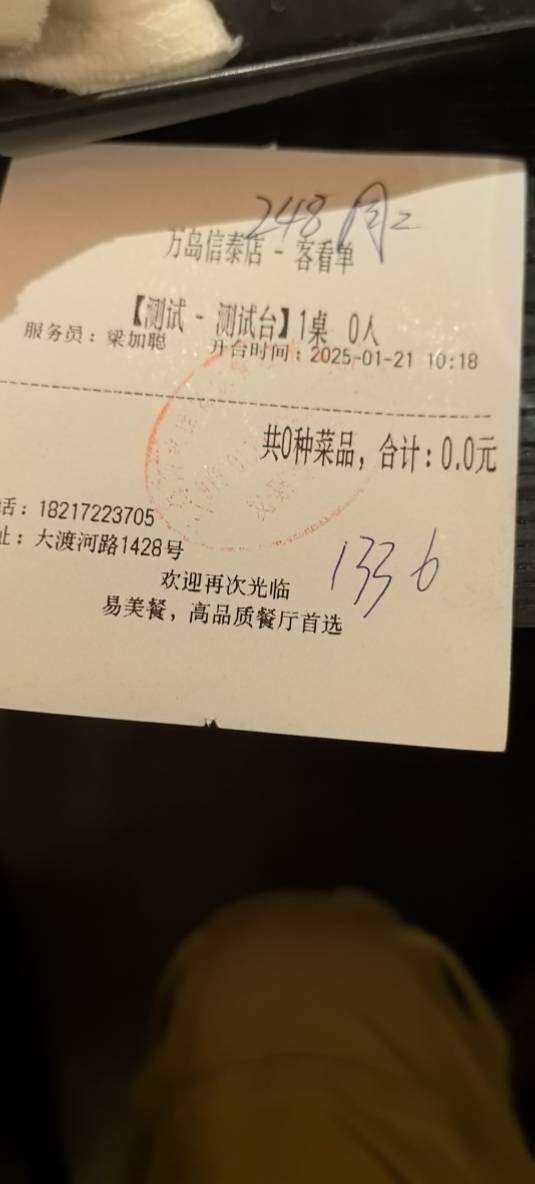 248 周二
万岛信泰店 - 客看单
【测试 - 测试台】1桌 0人
服务员：梁加聪 开台时间：2025-01-21 10:18
共0种菜品，合计：0.0元
话：18217223705
址：大渡河路1428号
1336
欢迎再次光临
易美餐，高品质餐厅首选